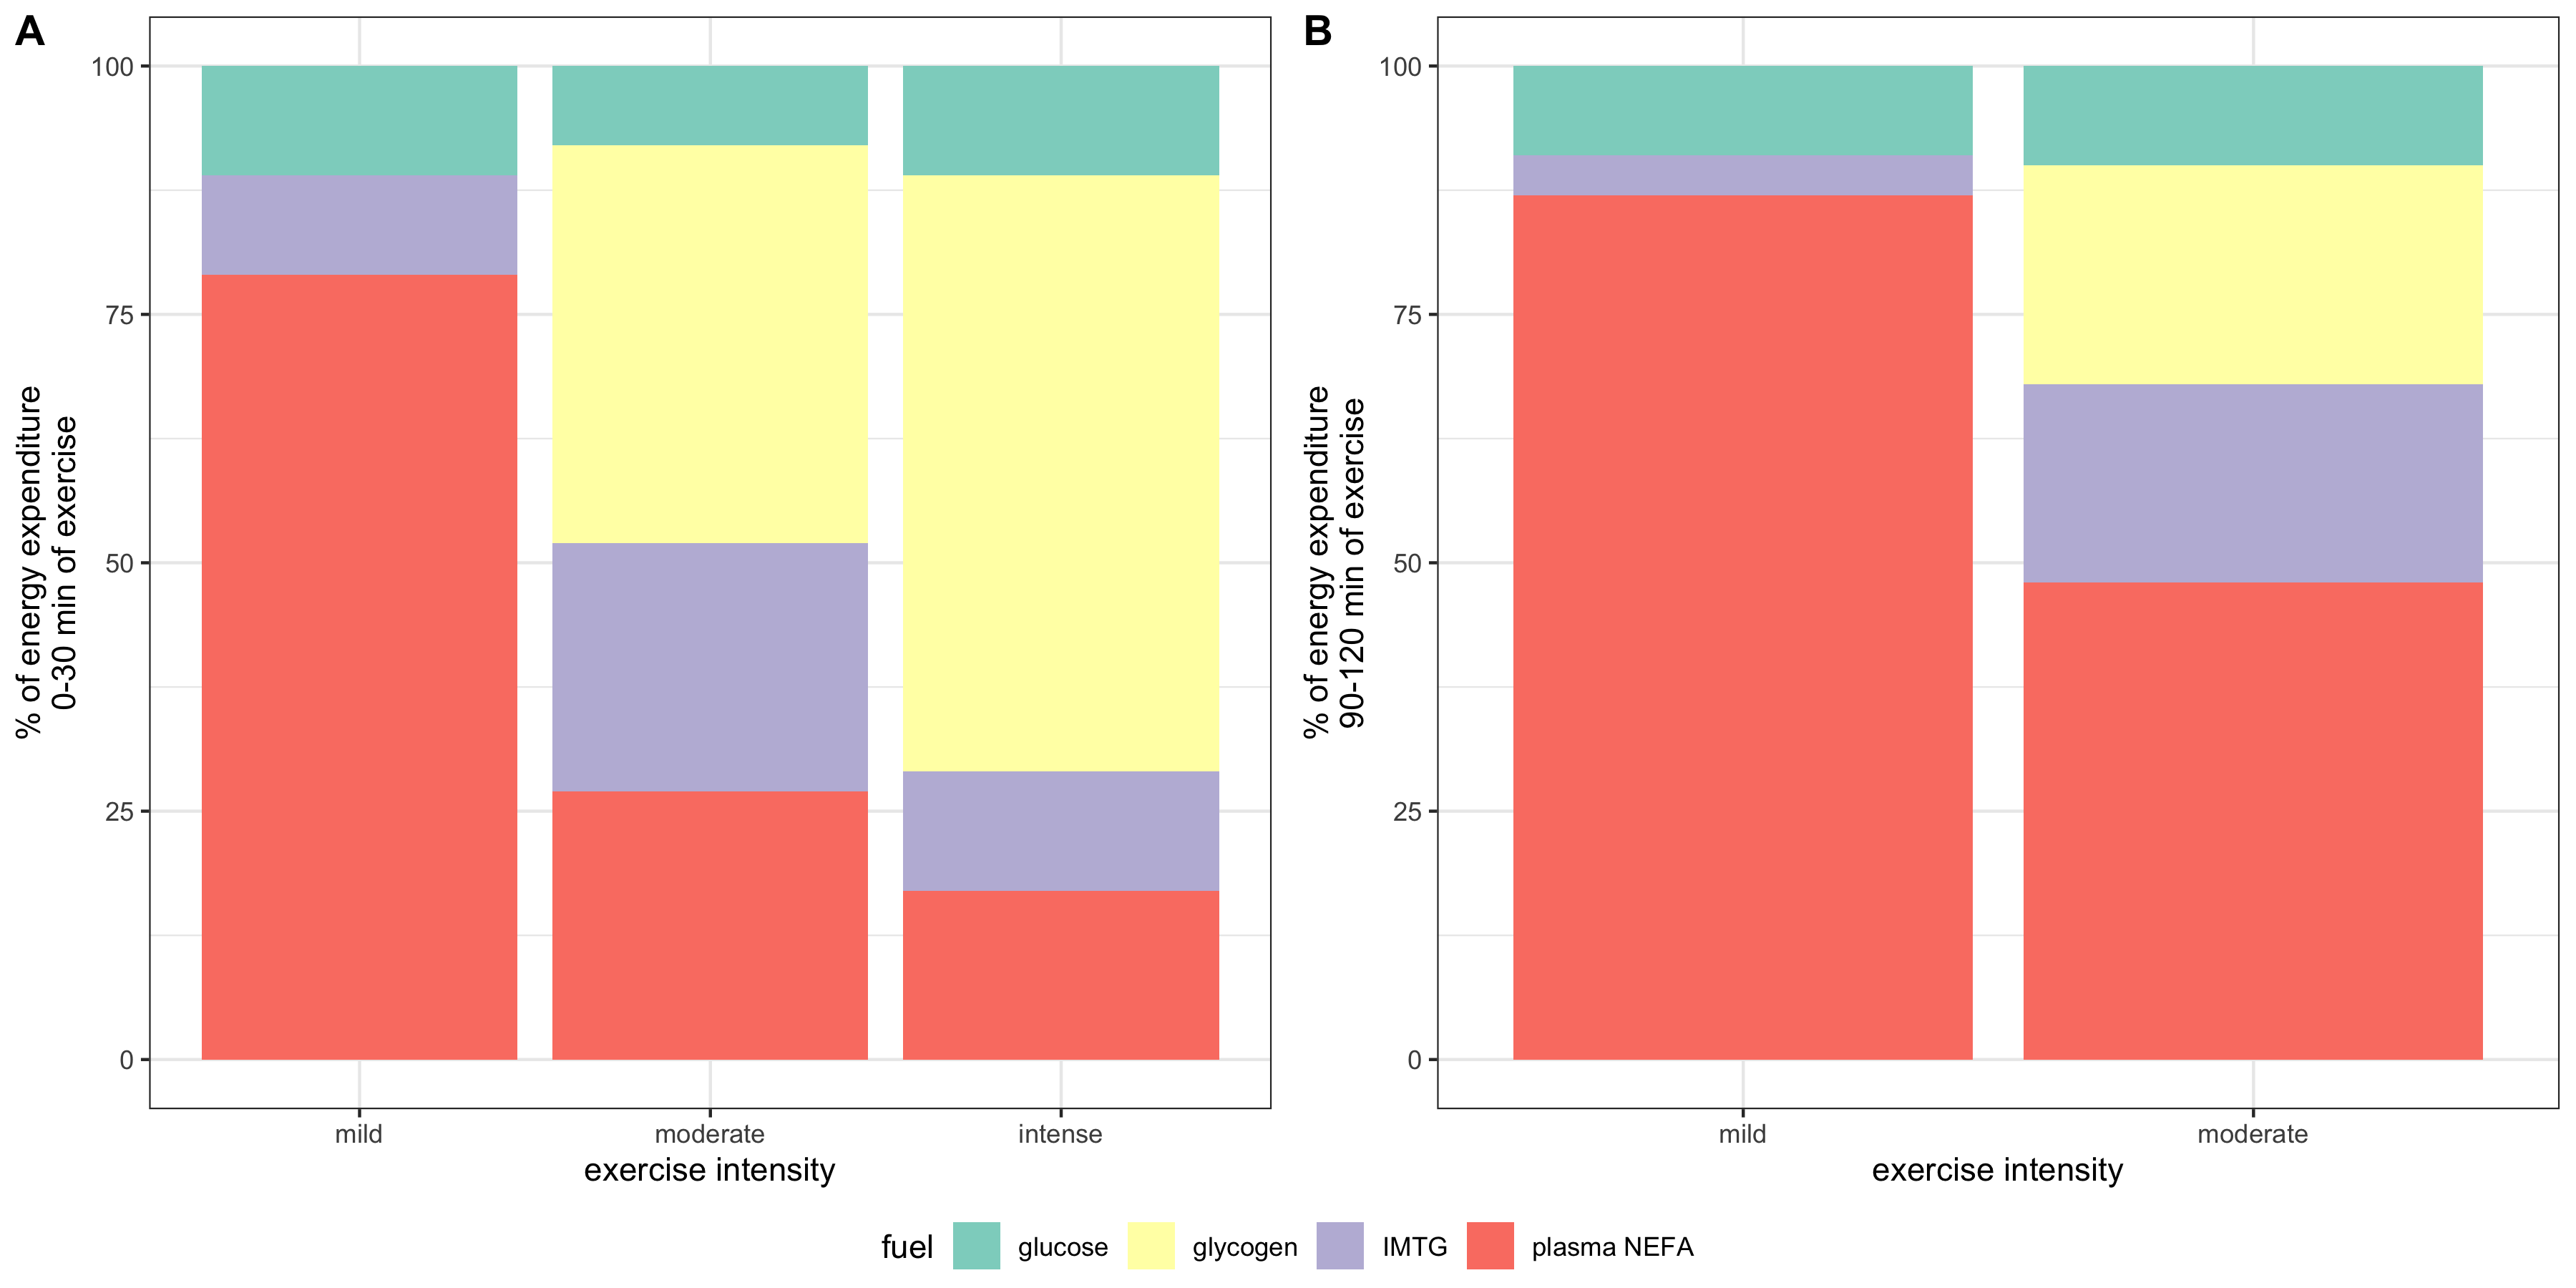 A
% of energy expenditure
0-30 min of exercise
100
75
50
25
0
mild
moderate
intense
exercise intensity
B
% of energy expenditure
90-120 min of exercise
100
75
50
25
0
mild
moderate
exercise intensity
fuel
glucose
glycogen
IMTG
plasma NEFA